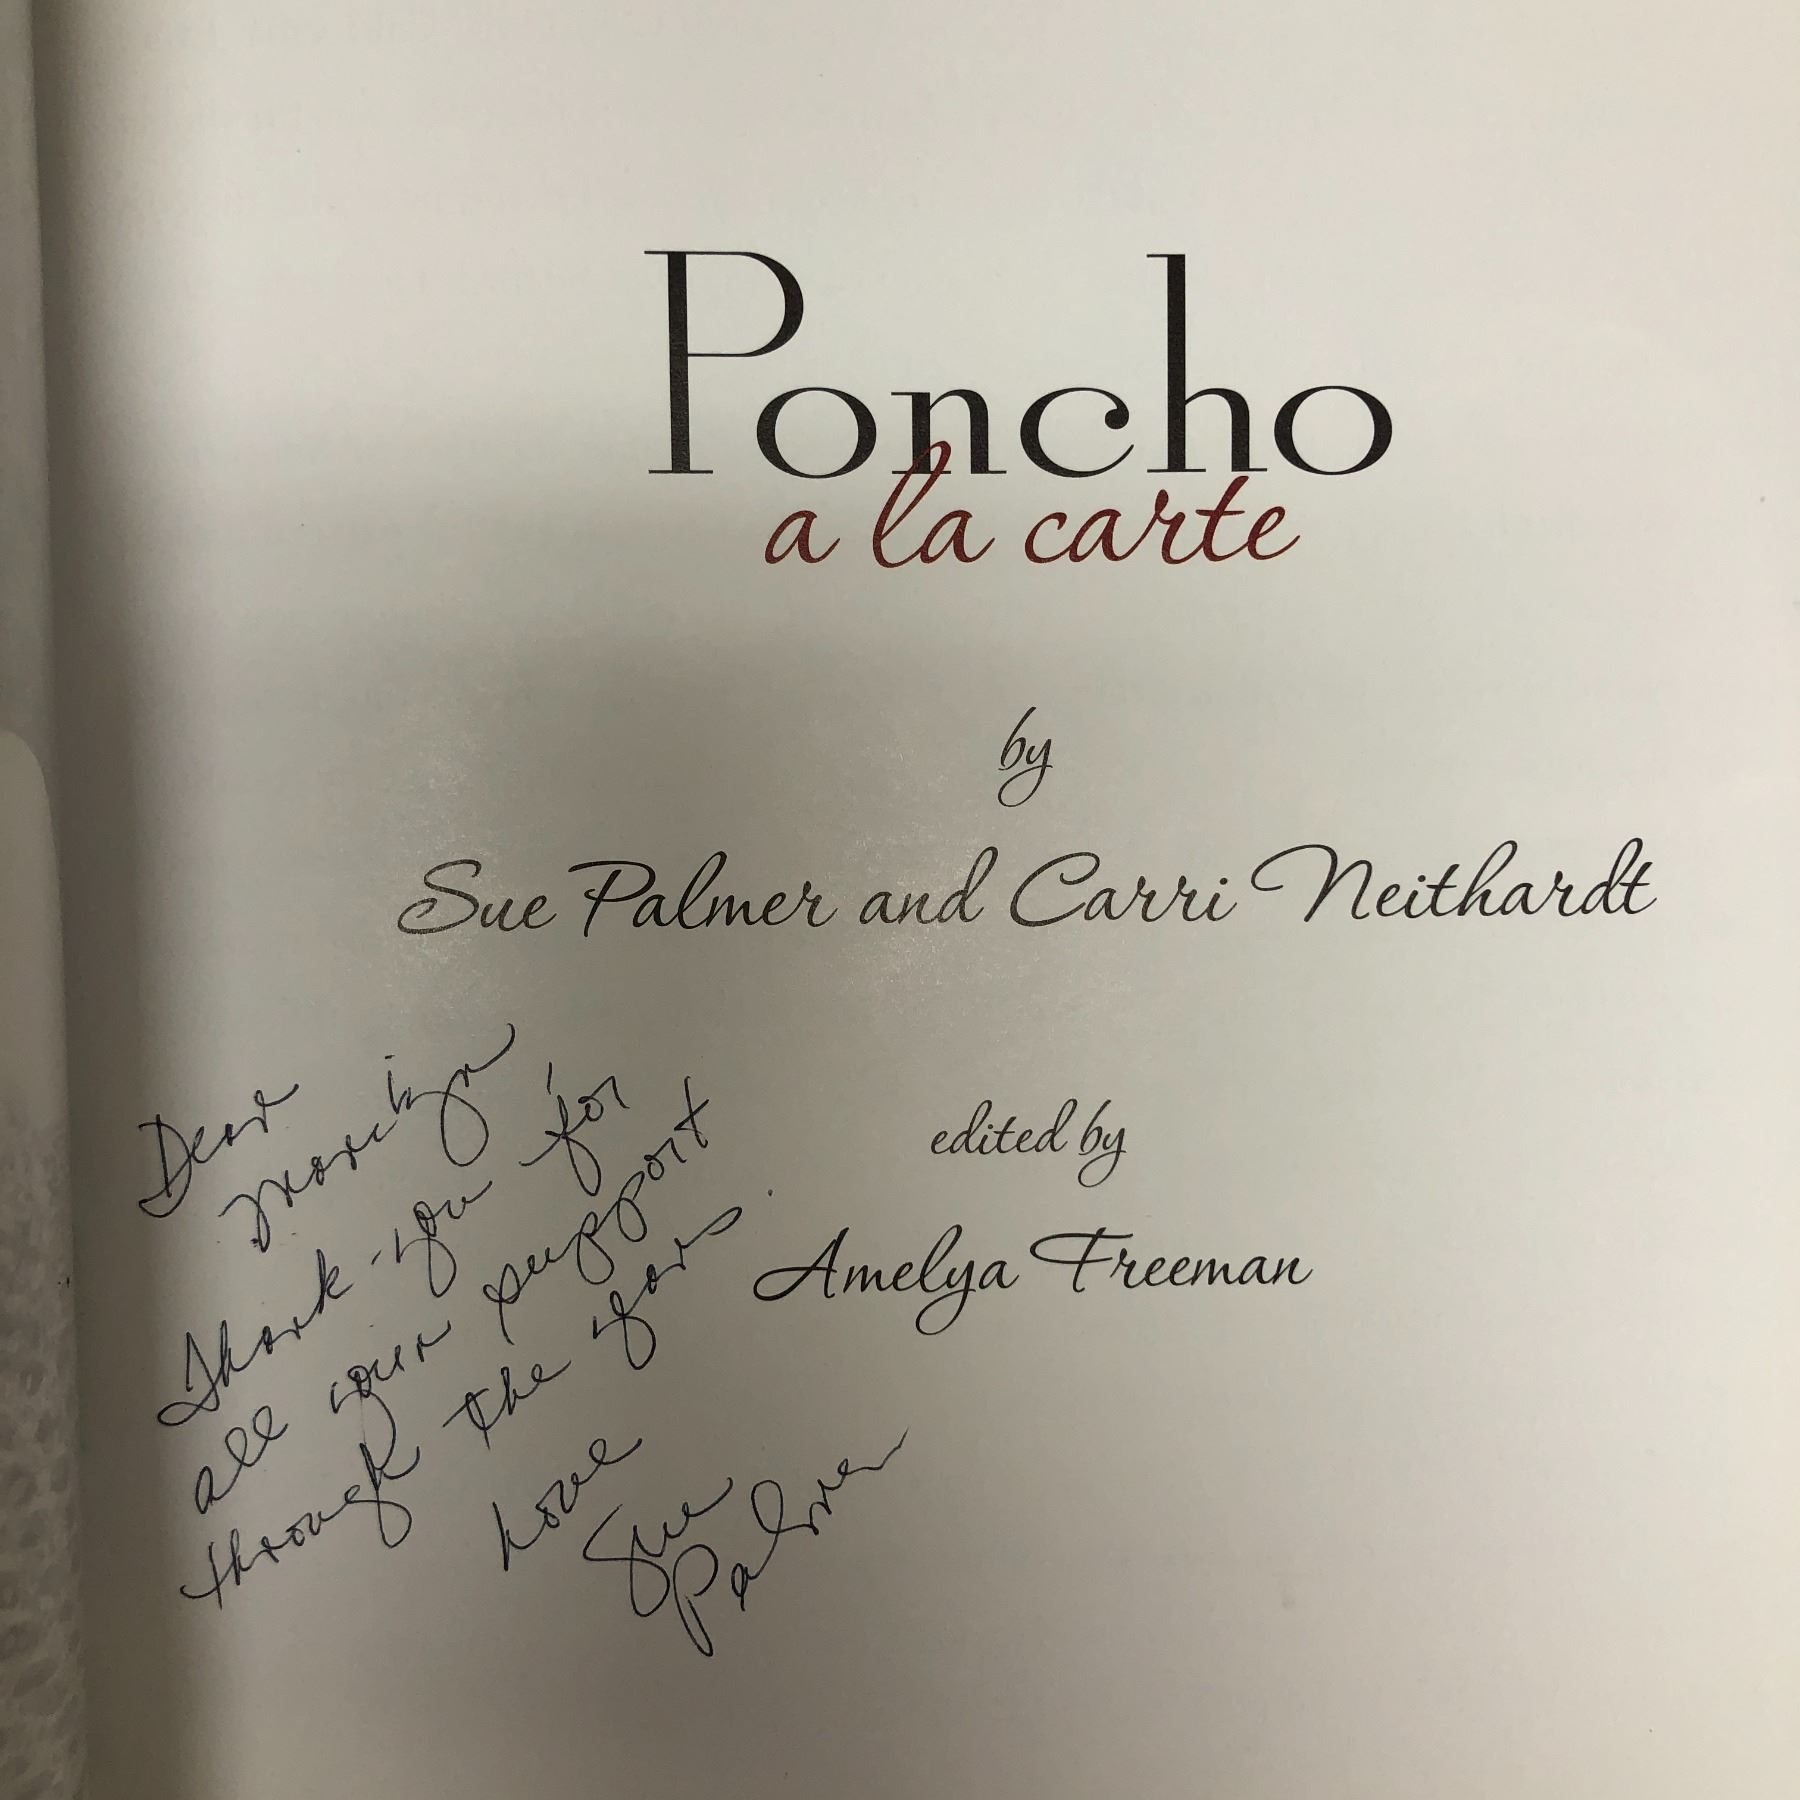 Poncho
a la carte
by
Sue Palmer and Carri Neithardt
edited by
Amelya Freeman
Dear
Marilyn
Thank-you for
all your support
through the years.
Love
Sue
Palmer